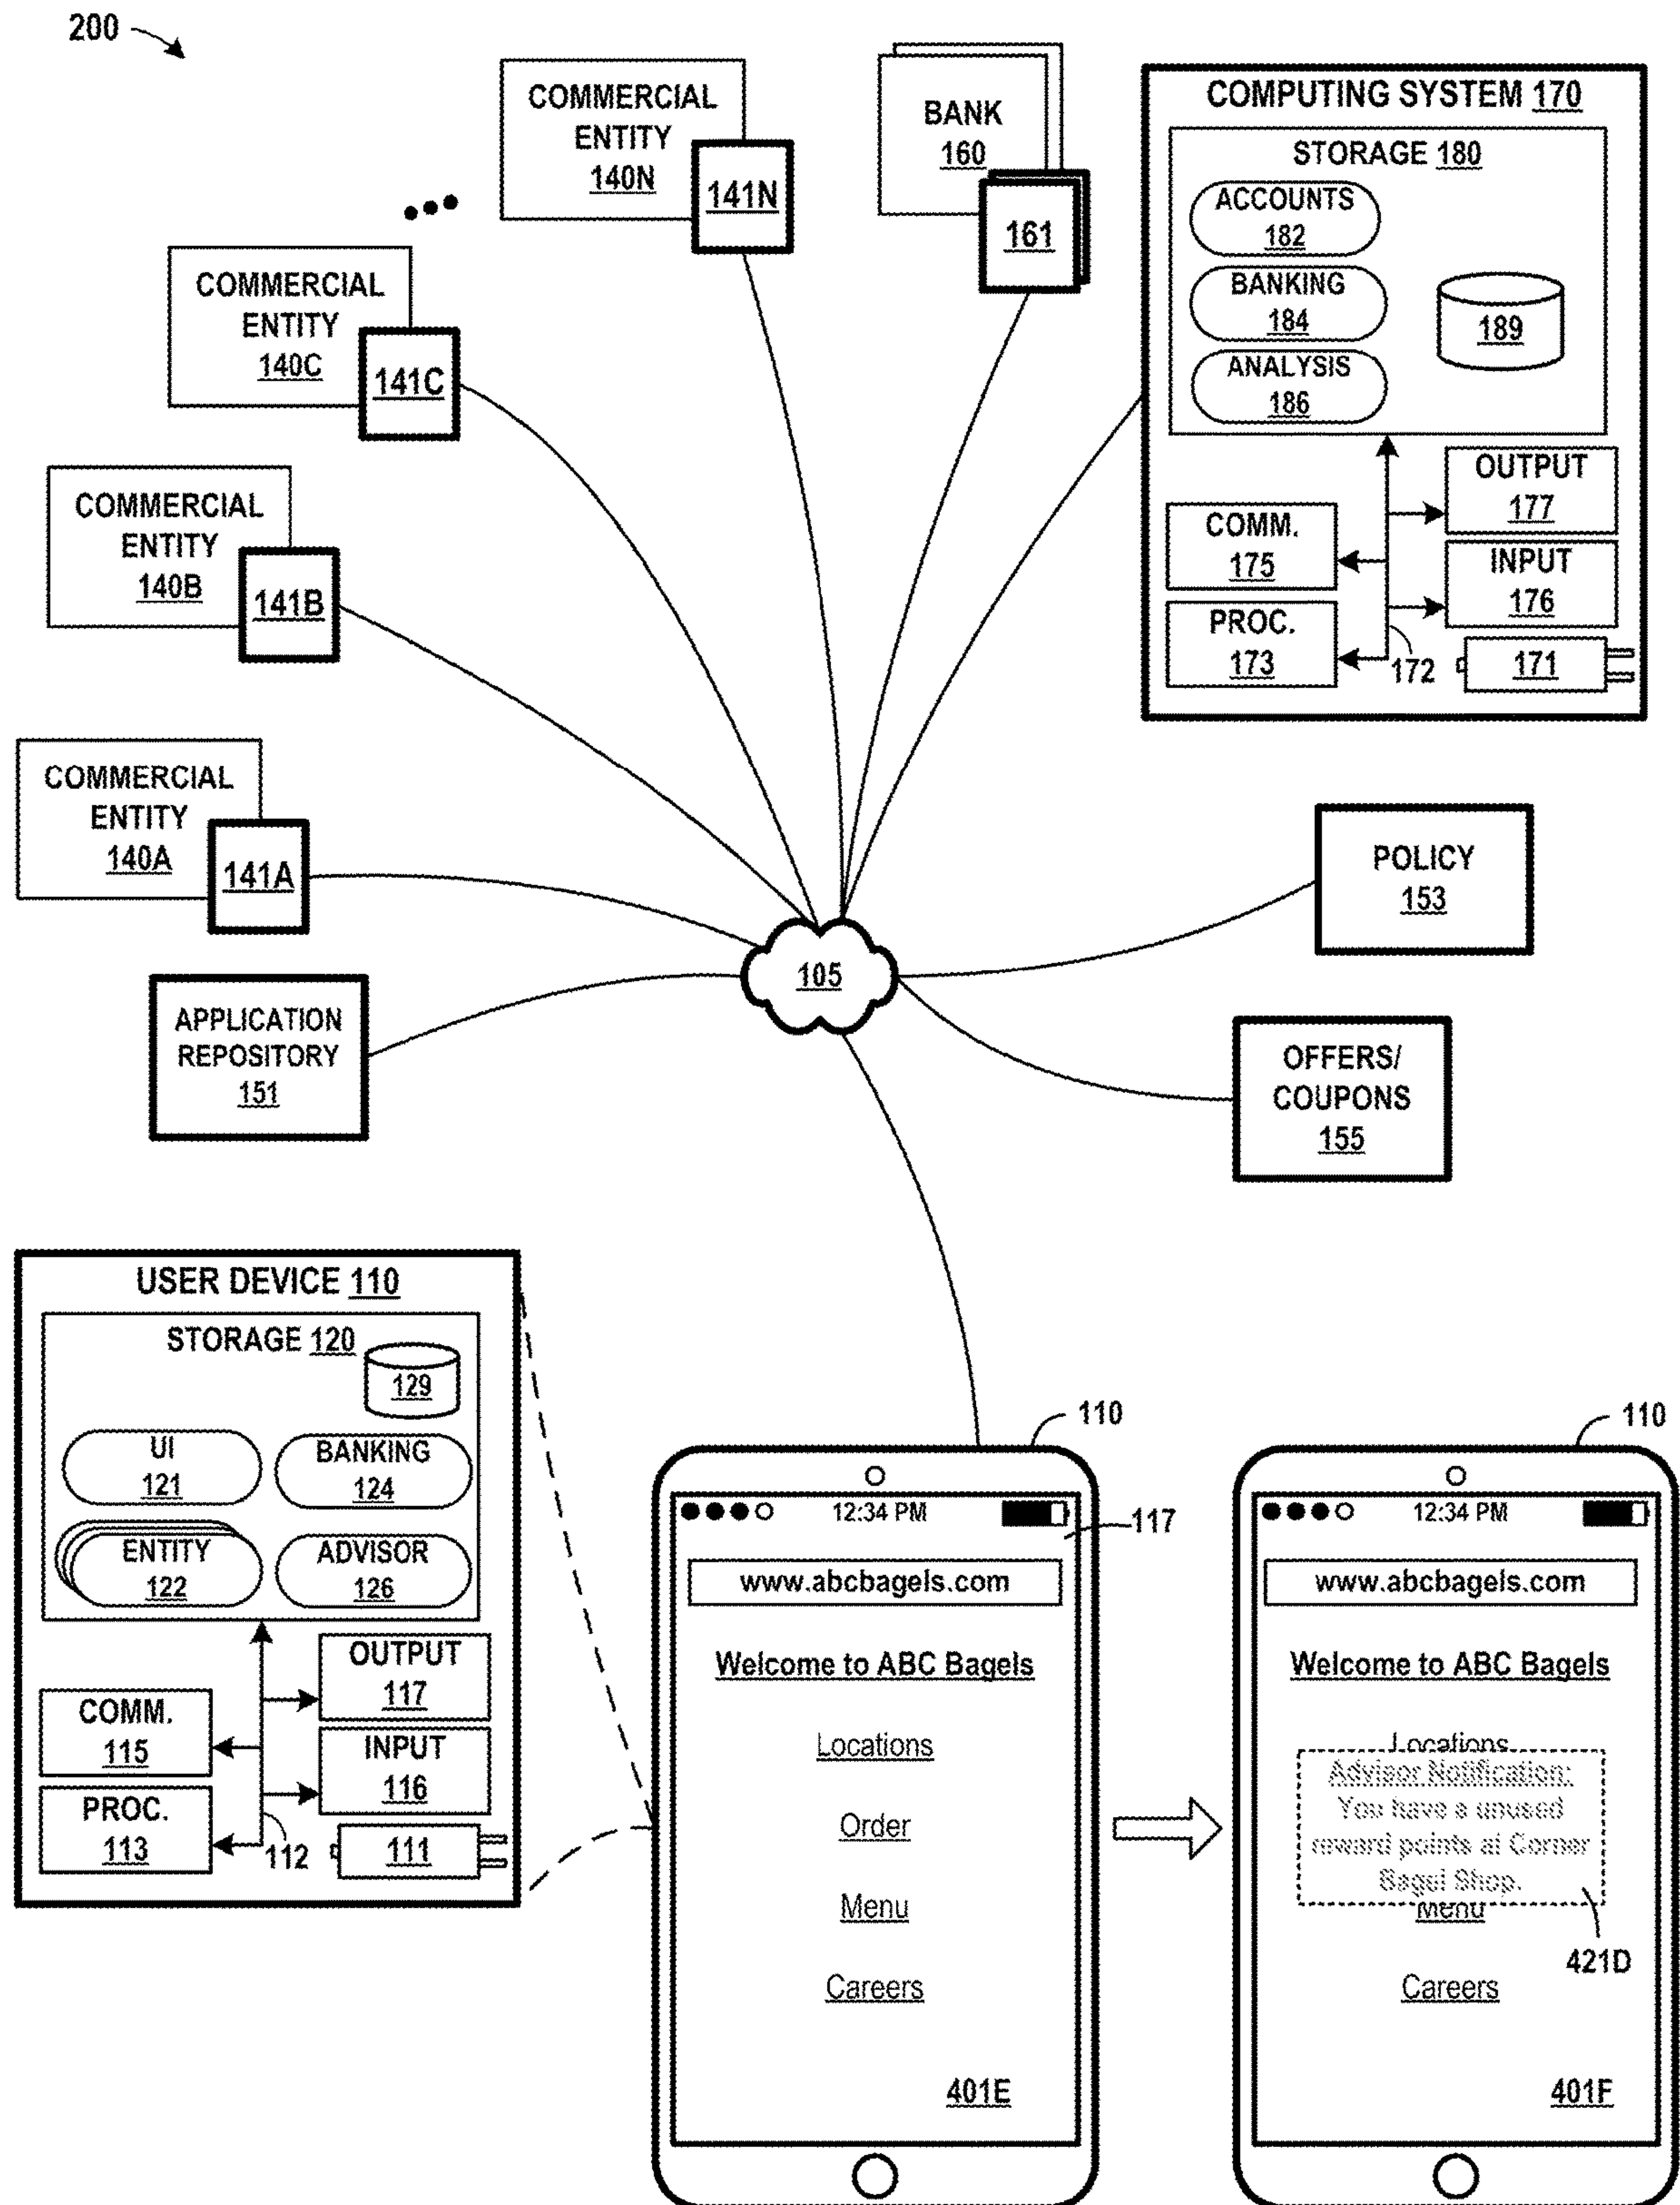 200
COMMERCIAL
ENTITY
140N
141N
BANK
160
161
COMMERCIAL
ENTITY
140C
141C
COMMERCIAL
ENTITY
140B
141B
COMMERCIAL
ENTITY
140A
141A
APPLICATION
REPOSITORY
151
105
COMPUTING SYSTEM 170
STORAGE 180
ACCOUNTS
182
BANKING
184
ANALYSIS
186
189
OUTPUT
177
COMM.
175
INPUT
176
PROC.
173
172
171
POLICY
153
OFFERS/
COUPONS
155
USER DEVICE 110
STORAGE 120
129
UI
121
BANKING
124
ENTITY
122
ADVISOR
126
OUTPUT
117
COMM.
115
INPUT
116
PROC.
113
112
111
110
12:34 PM
117
www.abcbagels.com
Welcome to ABC Bagels
Locations
Order
Menu
Careers
401E
110
12:34 PM
www.abcbagels.com
Welcome to ABC Bagels
Locations
Advisor Notification:
You have a unused
reward points at Corner
Bagel Shop.
Menu
421D
Careers
401F